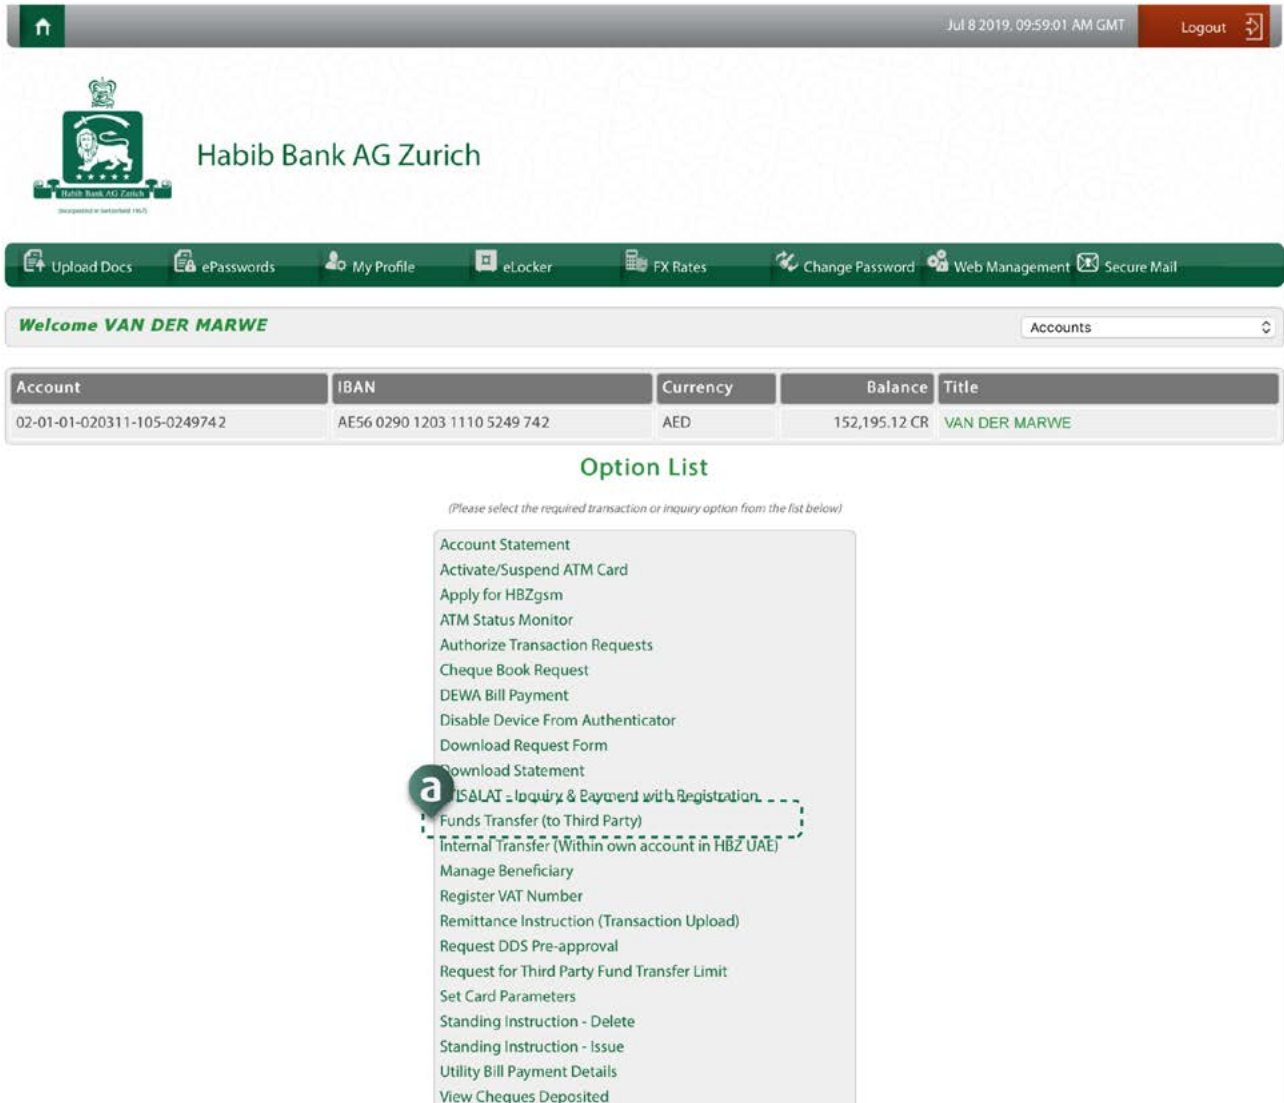 Jul 8 2019, 09:59:01 AM GMT Logout
Habib Bank AG Zurich
Habib Bank AG Zurich
(Incorporated in Switzerland 1967)
Upload Docs ePasswords My Profile eLocker FX Rates Change Password Web Management Secure Mail
Welcome VAN DER MARWE Accounts
Account IBAN Currency Balance Title
02-01-01-020311-105-0249742 AE56 0290 1203 1110 5249 742 AED 152,195.12 CR VAN DER MARWE
Option List
(Please select the required transaction or inquiry option from the list below)
Account Statement
Activate/Suspend ATM Card
Apply for HBZgsm
ATM Status Monitor
Authorize Transaction Requests
Cheque Book Request
DEWA Bill Payment
Disable Device From Authenticator
Download Request Form
Download Statement
a
ETISALAT - Inquiry & Payment with Registration
Funds Transfer (to Third Party)
Internal Transfer (Within own account in HBZ UAE)
Manage Beneficiary
Register VAT Number
Remittance Instruction (Transaction Upload)
Request DDS Pre-approval
Request for Third Party Fund Transfer Limit
Set Card Parameters
Standing Instruction - Delete
Standing Instruction - Issue
Utility Bill Payment Details
View Cheques Deposited